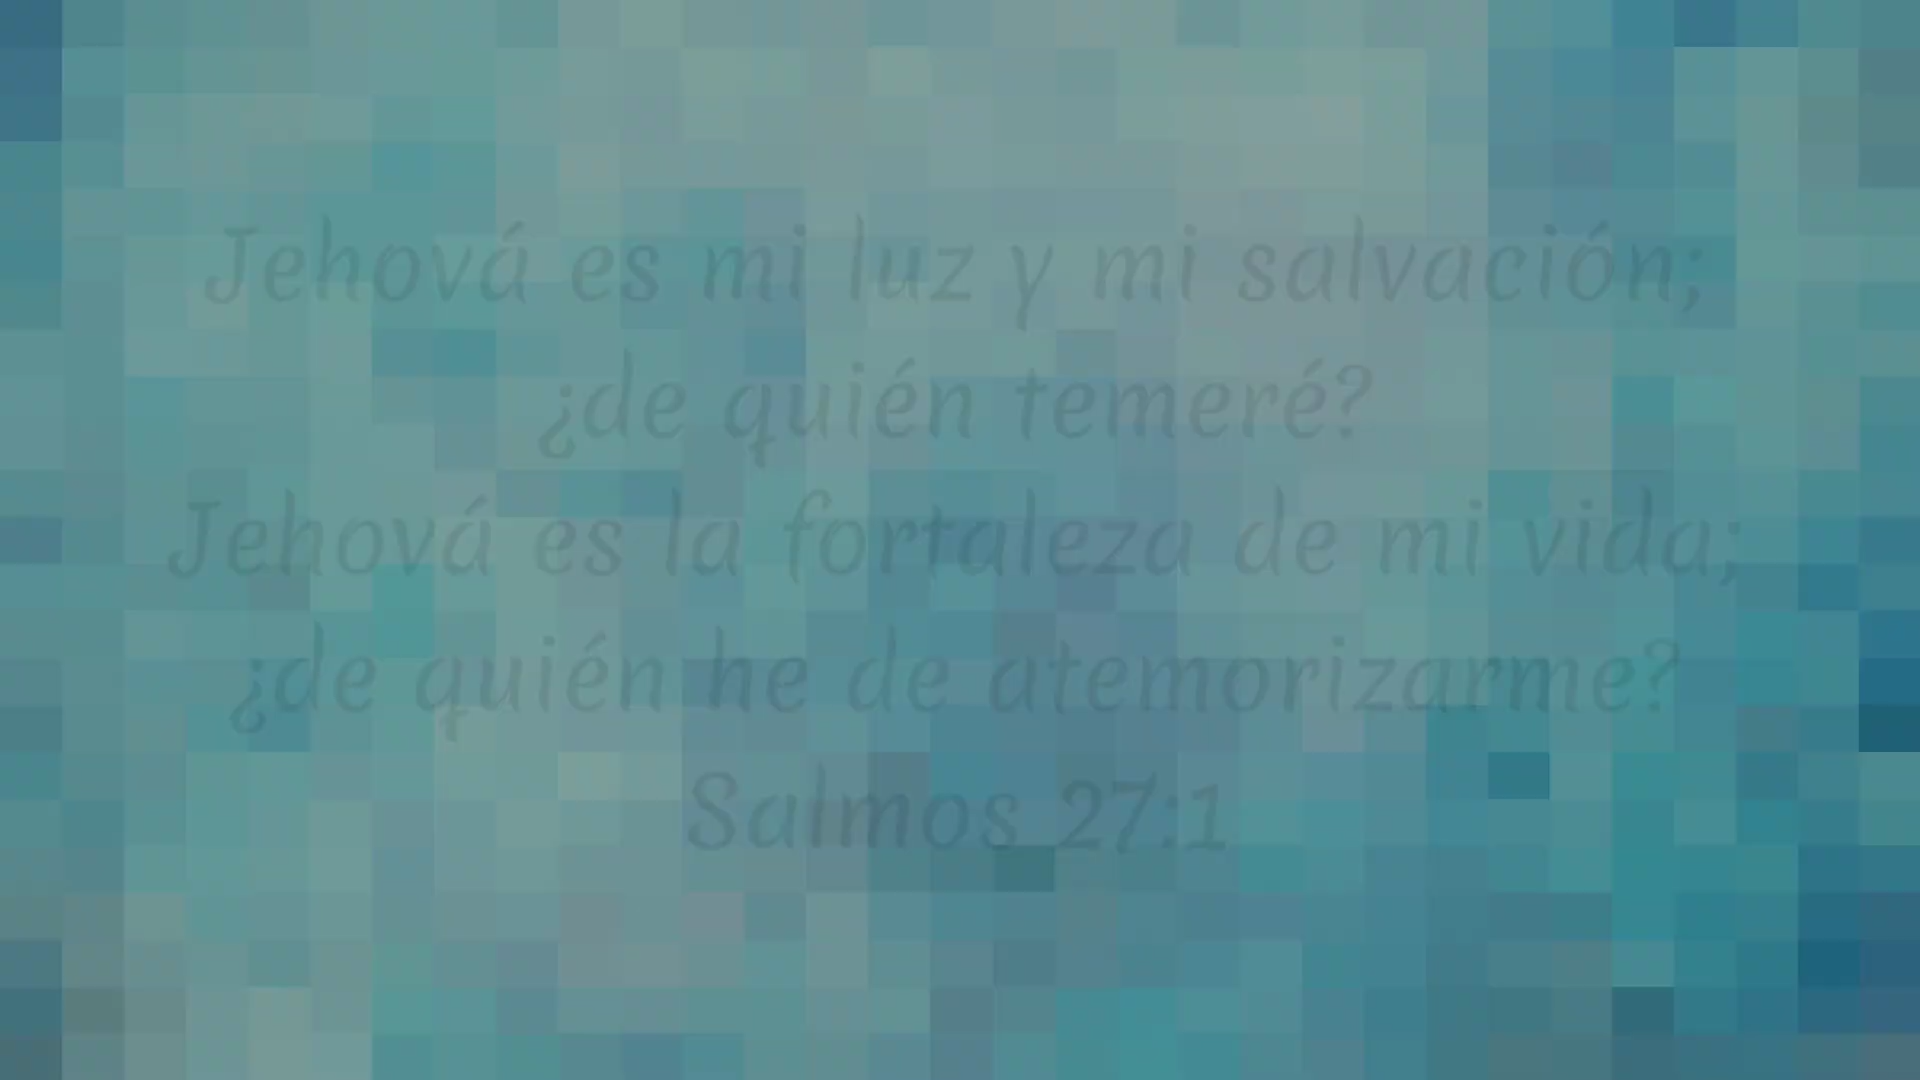 Jehová es mi luz y mi salvación;
¿de quién temeré?
Jehová es la fortaleza de mi vida;
¿de quién he de atemorizarme?
Salmos 27:1